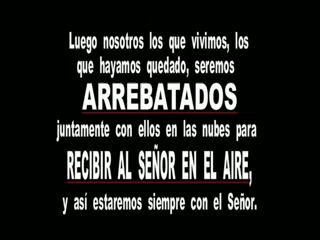 Luego nosotros los que vivimos, los
que hayamos quedado, seremos
ARREBATADOS
juntamente con ellos en las nubes para
RECIBIR AL SEÑOR EN EL AIRE,
y así estaremos siempre con el Señor.